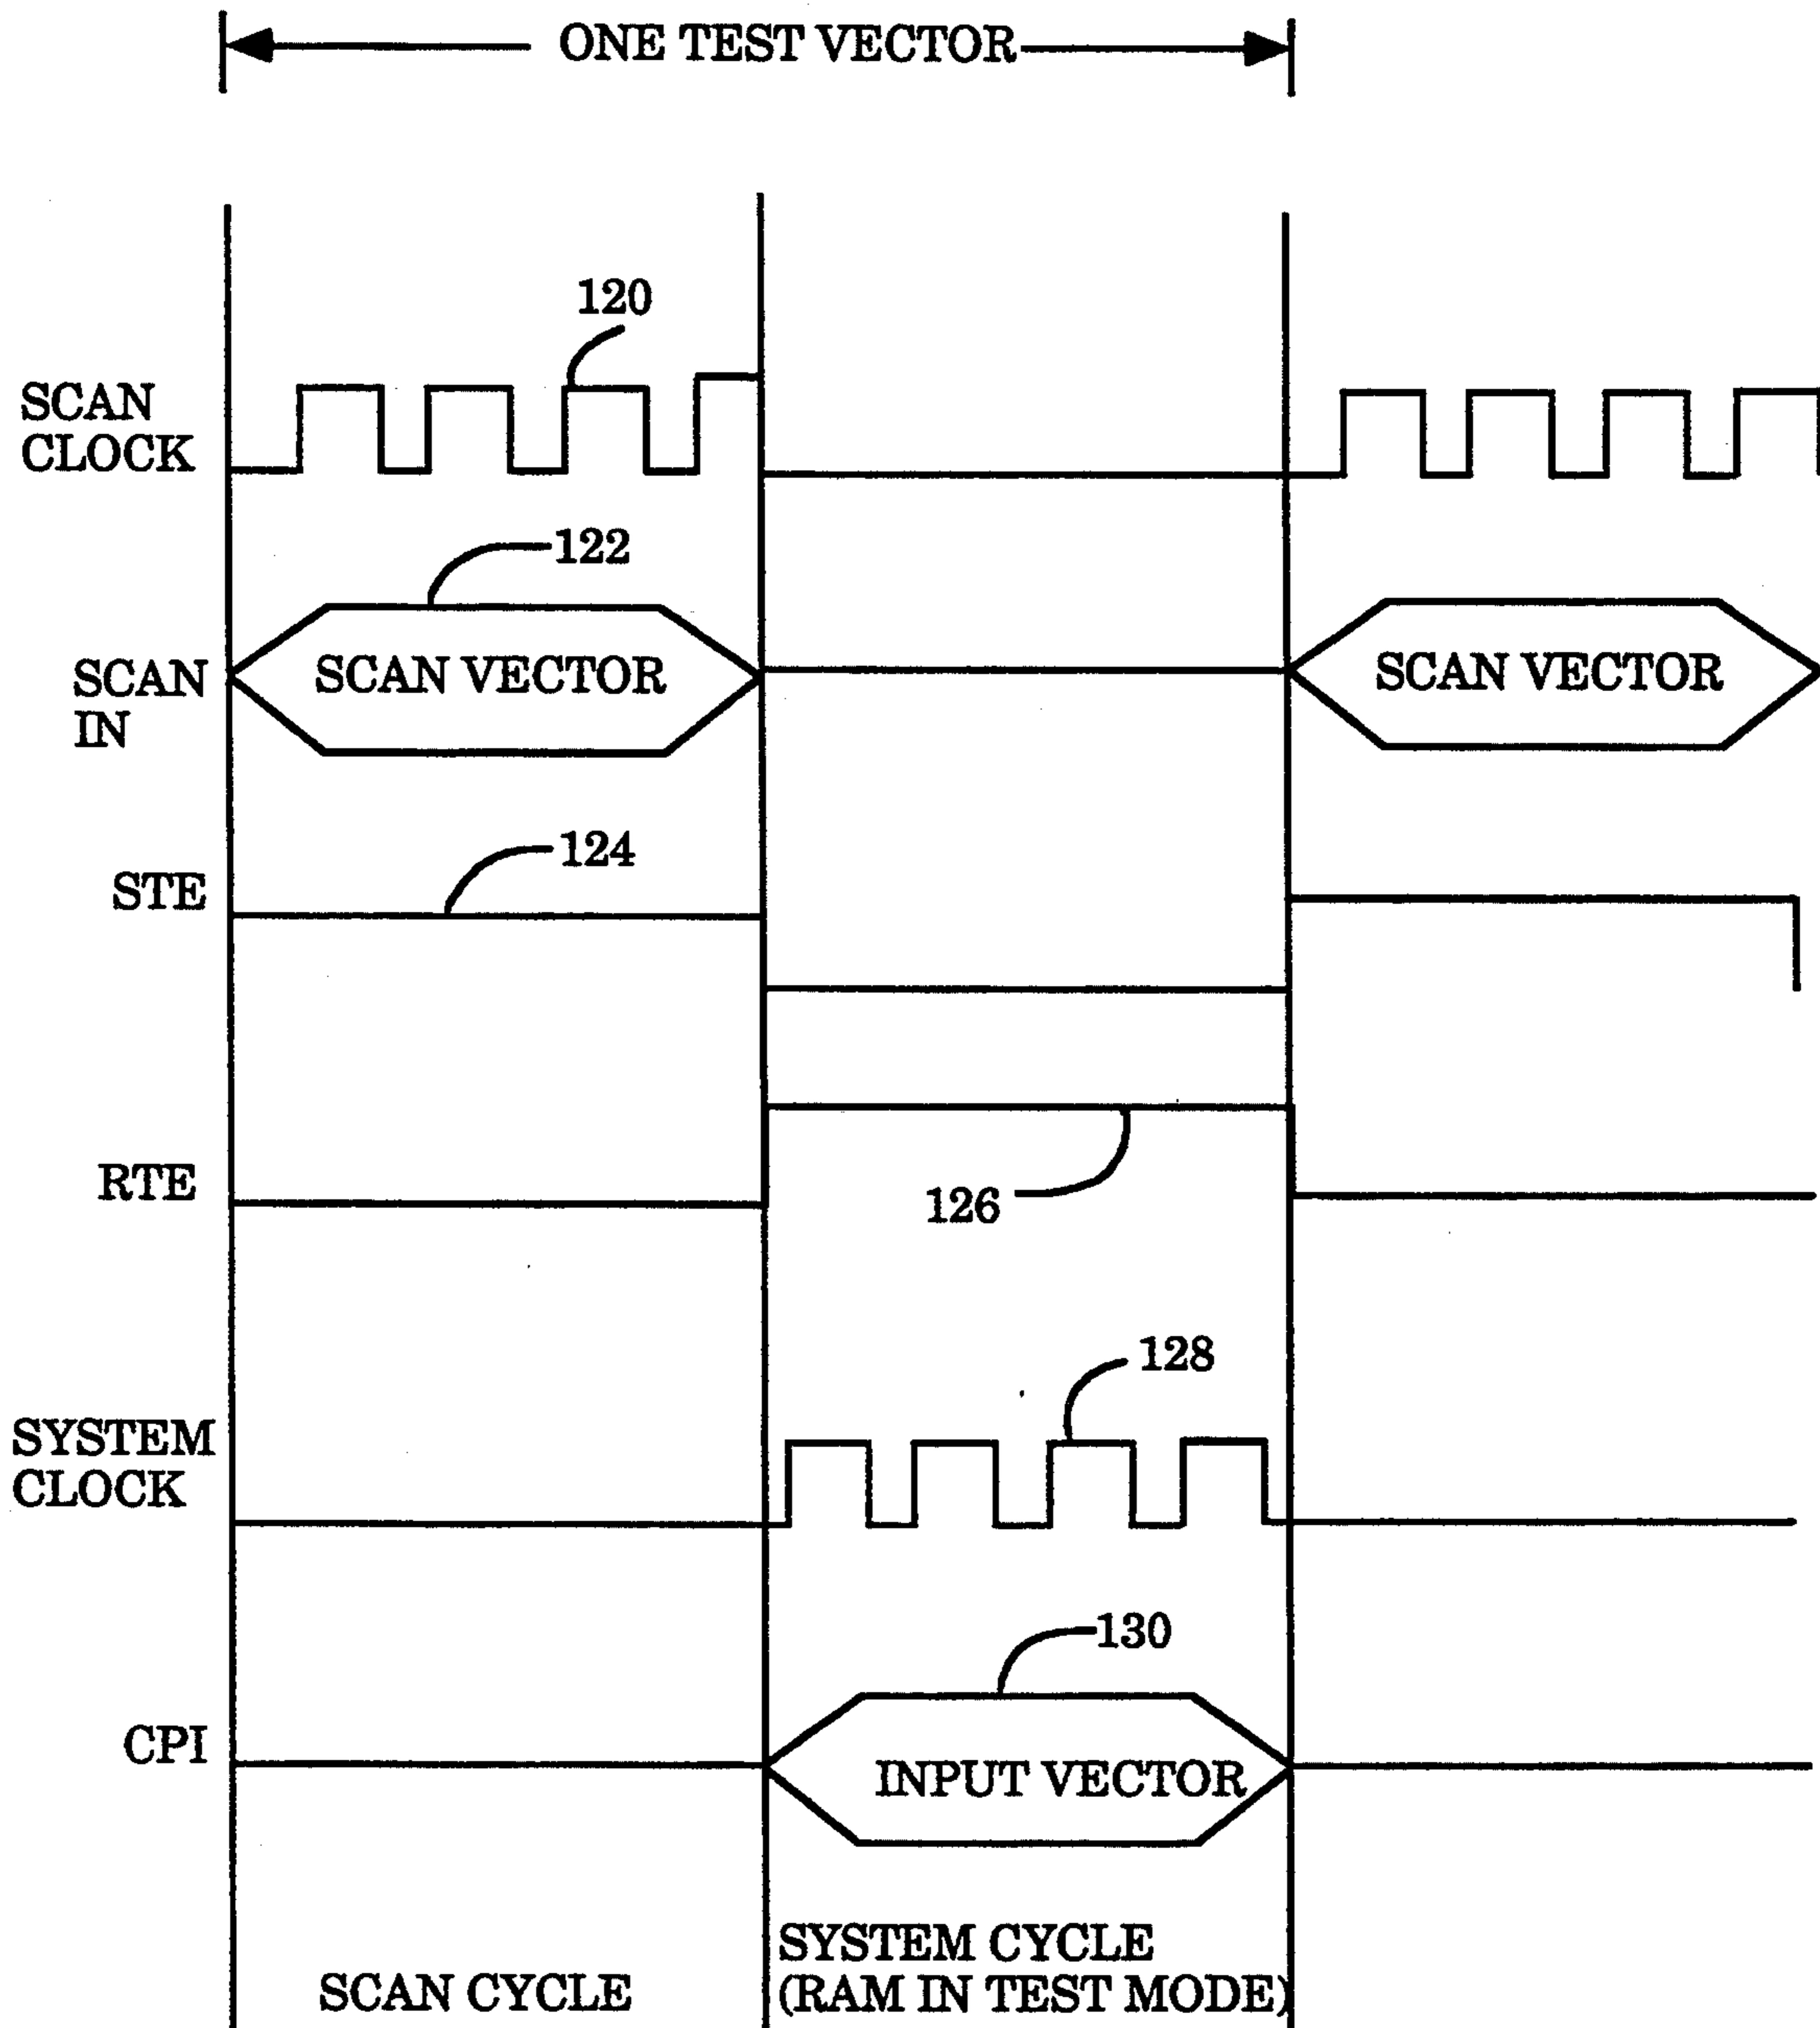 ONE TEST VECTOR
120
SCAN
CLOCK
122
SCAN VECTOR
SCAN VECTOR
SCAN
IN
124
STE
RTE
126
128
SYSTEM
CLOCK
130
CPI
INPUT VECTOR
SCAN CYCLE
SYSTEM CYCLE
(RAM IN TEST MODE)